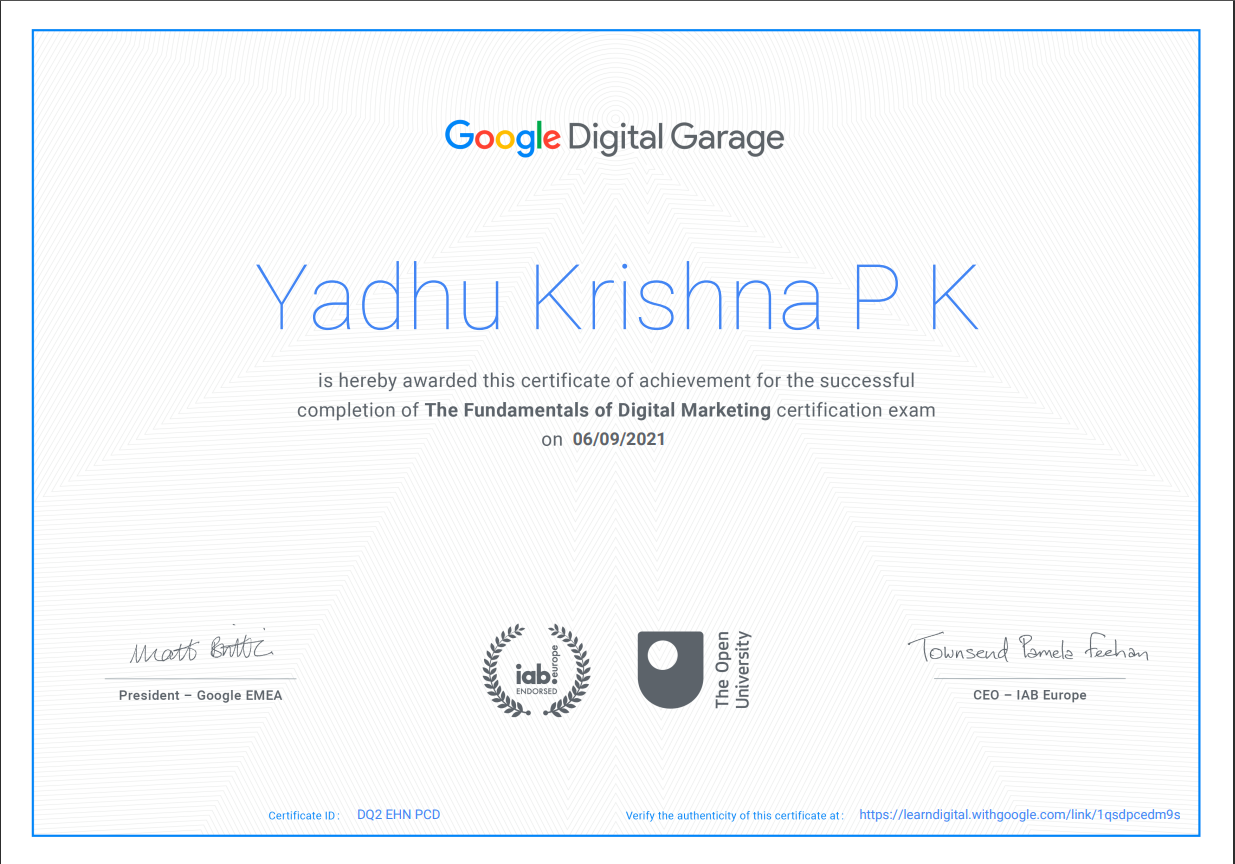 Google Digital Garage
Yadhu Krishna P K
is hereby awarded this certificate of achievement for the successful
completion of The Fundamentals of Digital Marketing certification exam
on 06/09/2021
Matt Brittin
President – Google EMEA
iab.europe
ENDORSED
The Open
University
Townsend Pamela Feehan
CEO – IAB Europe
Certificate ID : DQ2 EHN PCD
Verify the authenticity of this certificate at : https://learndigital.withgoogle.com/link/1qsdpcedm9s